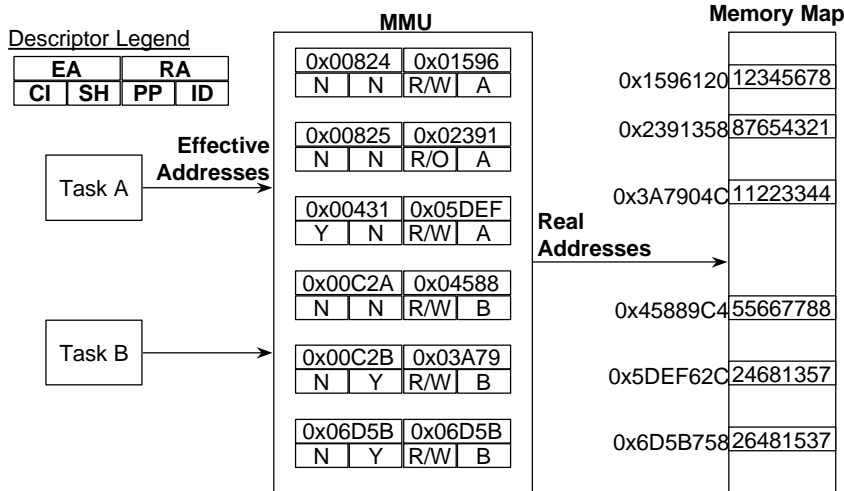 MMU
Memory Map
Descriptor Legend
EA RA
CI SH PP ID
0x00824 0x01596
N N R/W A
0x1596120 12345678
0x00825 0x02391
N N R/O A
0x2391358 87654321
Effective
Addresses
Task A
0x3A7904C 11223344
0x00431 0x05DEF
Y N R/W A
Real
Addresses
0x00C2A 0x04588
N N R/W B
0x45889C4 55667788
Task B
0x00C2B 0x03A79
N Y R/W B
0x5DEF62C 24681357
0x06D5B 0x06D5B
N Y R/W B
0x6D5B758 26481537